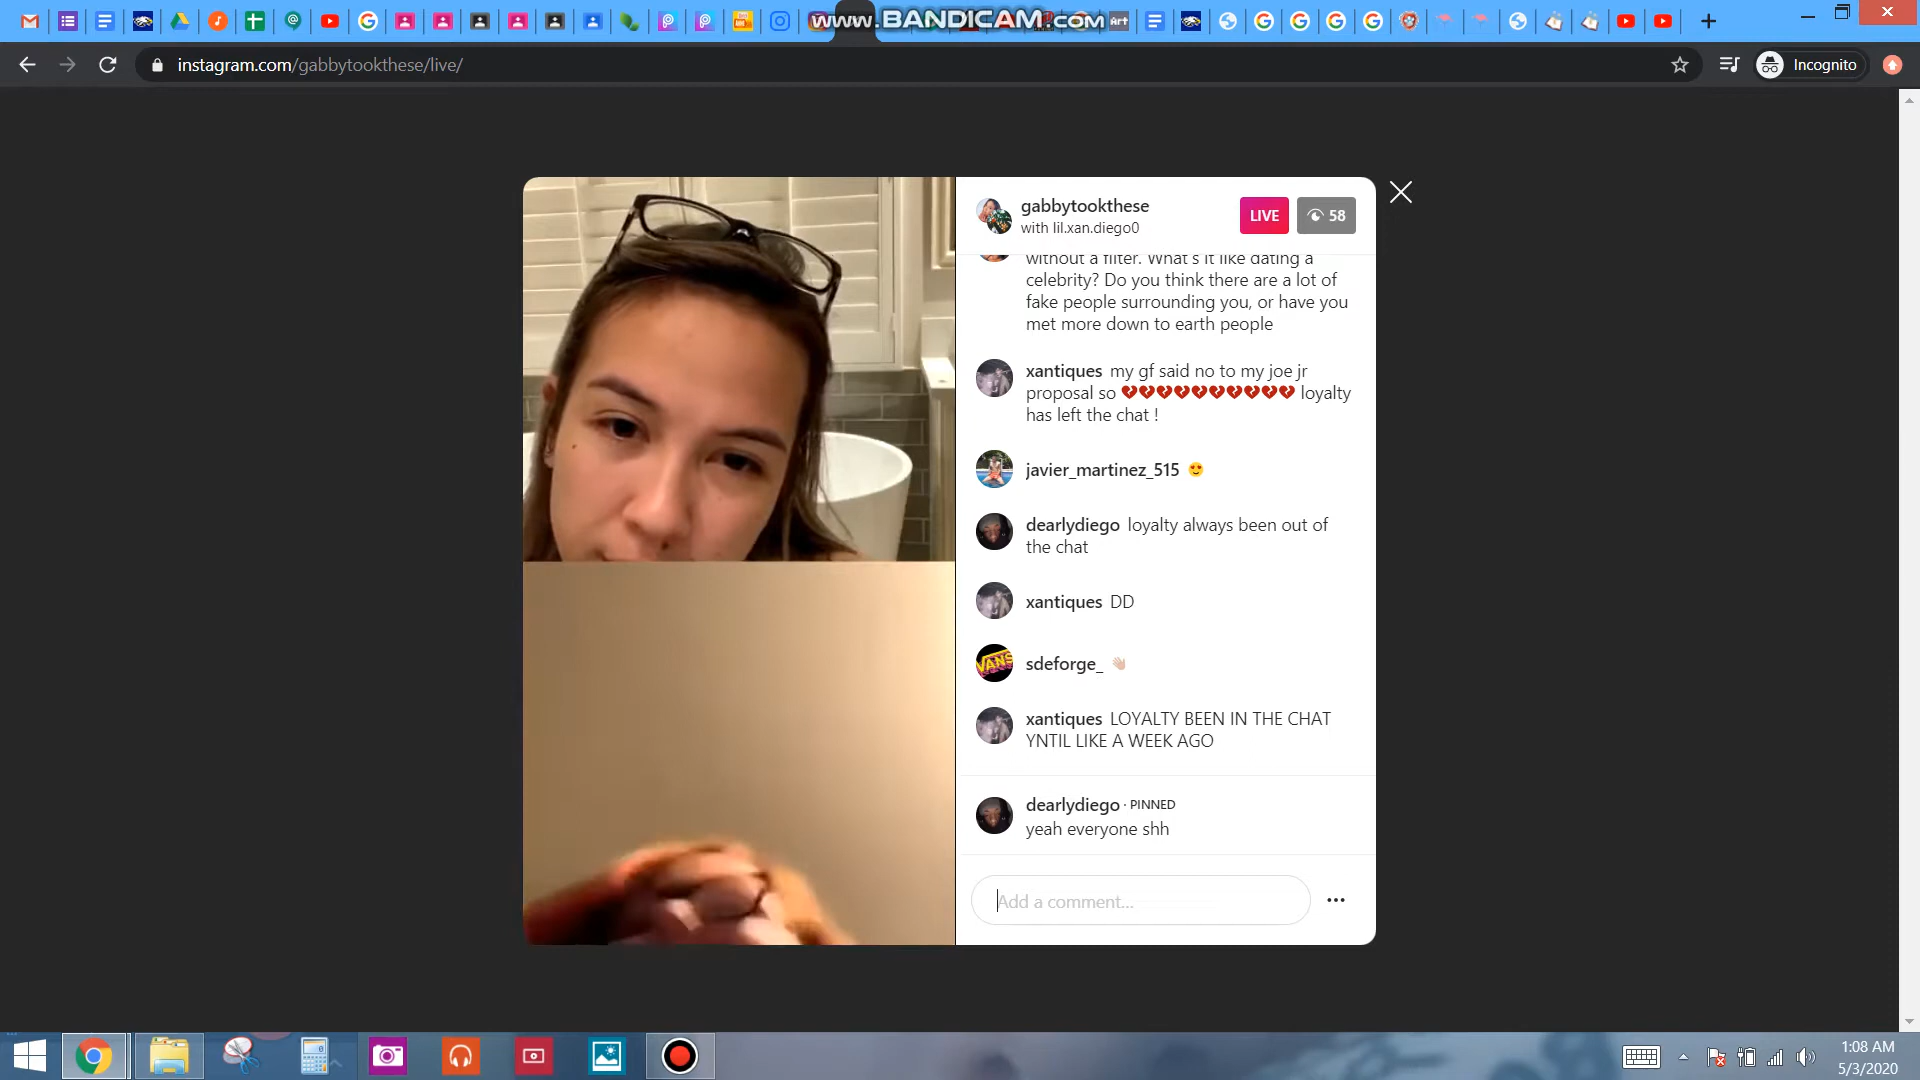 www.BANDICAM.com
Art
instagram.com/gabbytookthese/live/
Incognito
gabbytookthese
with lil.xan.diego0
LIVE
58
without a filter. What's it like dating a
celebrity? Do you think there are a lot of
fake people surrounding you, or have you
met more down to earth people
xantiques my gf said no to my joe jr
proposal so 💔💔💔💔💔💔💔💔💔💔 loyalty
has left the chat !
javier_martinez_515 😍
dearlydiego loyalty always been out of
the chat
xantiques DD
VANS
sdeforge_ 👋🏼
xantiques LOYALTY BEEN IN THE CHAT
YNTIL LIKE A WEEK AGO
dearlydiego · PINNED
yeah everyone shh
Add a comment...
1:08 AM
5/3/2020